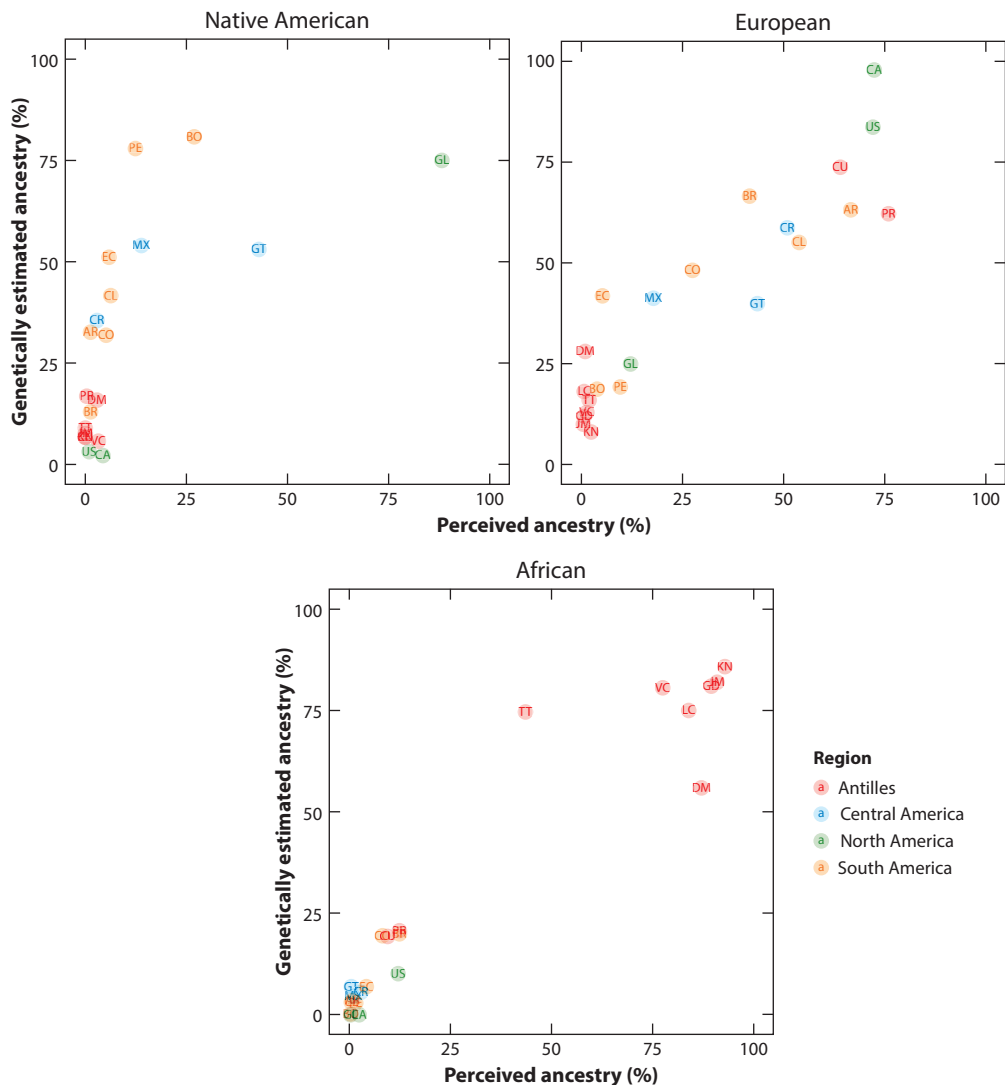 Native American
European
100
75
50
25
0
Genetically estimated ancestry (%)
PE
BO
GL
MX
GT
EC
CL
CR
AR
CO
PR
DM
BR
TT
VC
US
CA
0 25 50 75 100
100
75
50
25
0
CA
US
CU
BR
AR
PR
CR
CL
CO
EC
MX
GT
DM
GL
LC
BO
PE
TT
VC
GD
JM
KN
0 25 50 75 100
Perceived ancestry (%)
African
100
75
50
25
0
Genetically estimated ancestry (%)
KN
JM
GD
VC
LC
TT
DM
PR
CU
US
GT
CR
EC
CA
0 25 50 75 100
Perceived ancestry (%)
Region
a Antilles
a Central America
a North America
a South America